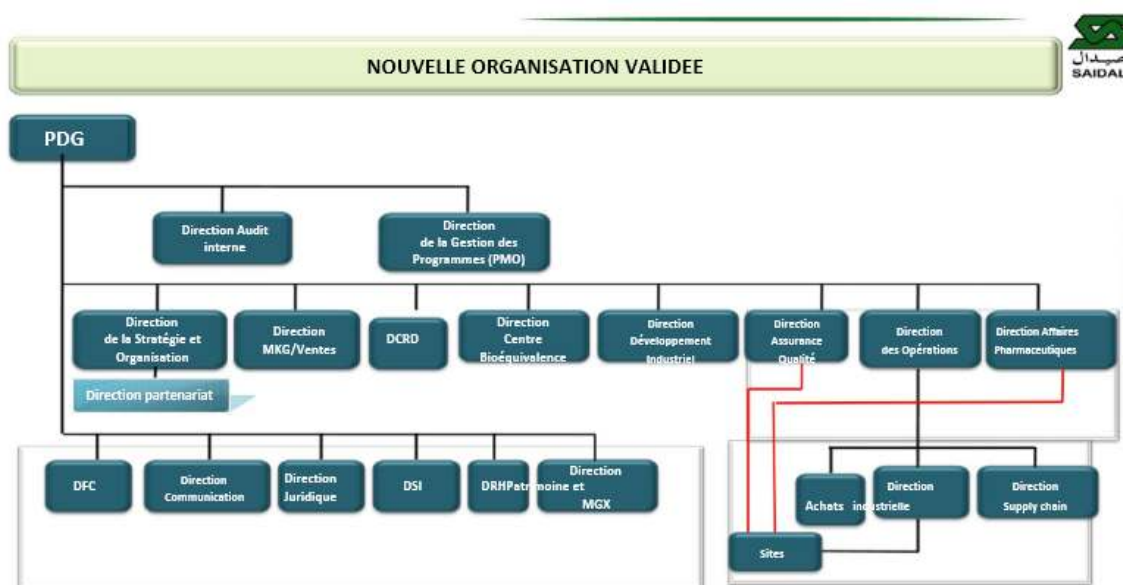 صيدال
SAIDAL
NOUVELLE ORGANISATION VALIDEE
PDG
Direction Audit
interne
Direction
de la Gestion des
Programmes (PMO)
Direction
de la Stratégie et
Organisation
Direction
MKG/Ventes
DCRD
Direction
Centre
Bioéquivalence
Direction
Développement
Industriel
Direction
Assurance
Qualité
Direction
des Opérations
Direction Affaires
Pharmaceutiques
Direction partenariat
DFC
Direction
Communication
Direction
Juridique
DSI
DRH
Direction
Patrimoine et
MGX
Achats
Direction
industrielle
Direction
Supply chain
Sites